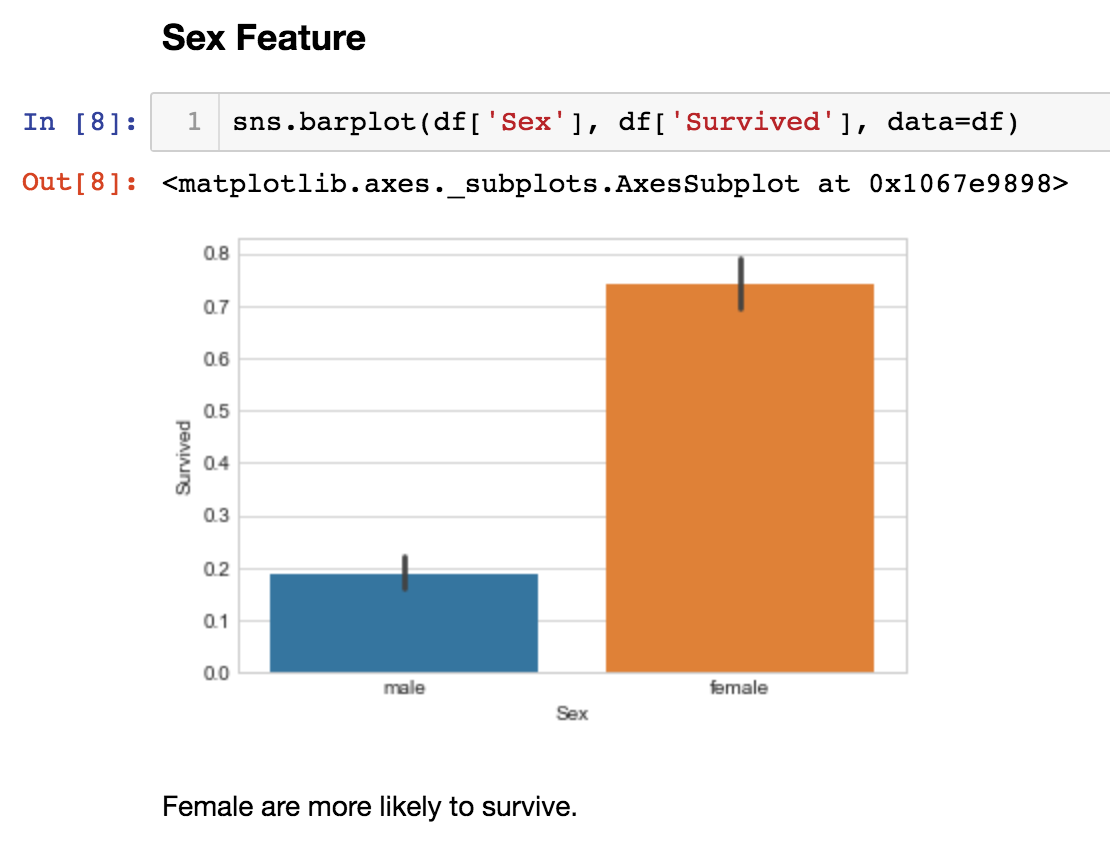 Sex Feature
In [8]: 1 sns.barplot(df['Sex'], df['Survived'], data=df)
Out[8]: <matplotlib.axes._subplots.AxesSubplot at 0x1067e9898>
0.8
0.7
0.6
0.5
Survived
0.4
0.3
0.2
0.1
0.0
male female
Sex
Female are more likely to survive.